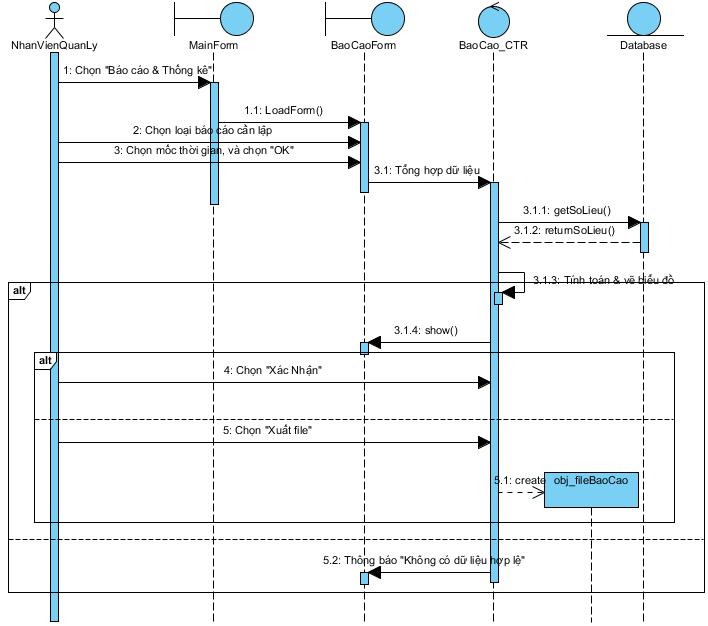 NhanVienQuanLy
MainForm
BaoCaoForm
BaoCao_CTR
Database
1: Chọn "Báo cáo & Thống kê"
1.1: LoadForm()
2: Chọn loại báo cáo cần lập
3: Chọn mốc thời gian, và chọn "OK"
3.1: Tổng hợp dữ liệu
3.1.1: getSoLieu()
3.1.2: returnSoLieu()
3.1.3: Tính toán & vẽ biểu đồ
alt
3.1.4: show()
alt
4: Chọn "Xác Nhận"
5: Chọn "Xuất file"
5.1: create
obj_fileBaoCao
5.2: Thông báo "Không có dữ liệu hợp lệ"